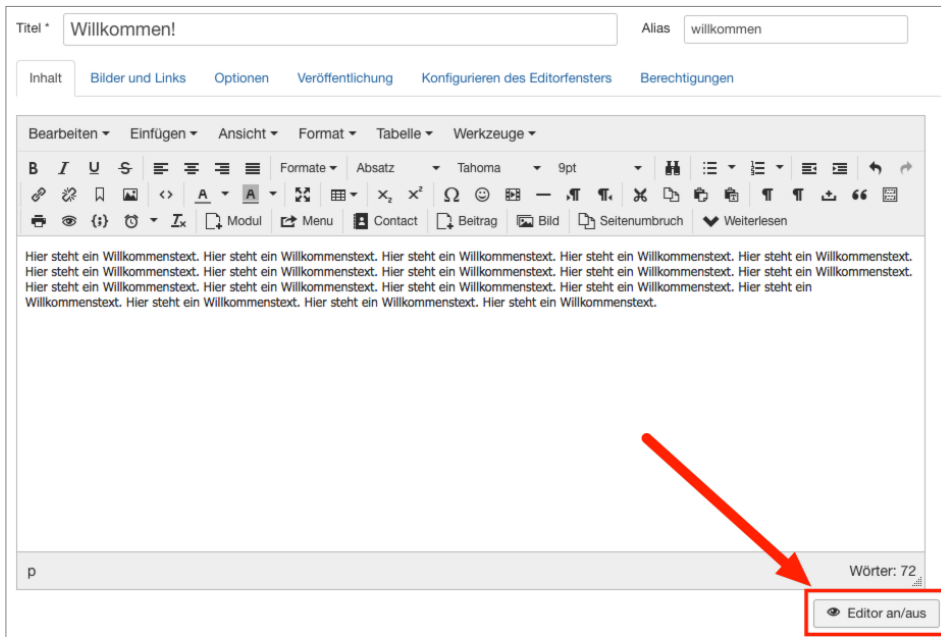 Titel * Willkommen! Alias willkommen
Inhalt Bilder und Links Optionen Veröffentlichung Konfigurieren des Editorfensters Berechtigungen
Bearbeiten Einfügen Ansicht Format Tabelle Werkzeuge
B I U S Formate Absatz Tahoma 9pt
A A X₂ X² Ω
{;} Tx Modul Menu Contact Beitrag Bild Seitenumbruch Weiterlesen
Hier steht ein Willkommenstext. Hier steht ein Willkommenstext. Hier steht ein Willkommenstext. Hier steht ein Willkommenstext. Hier steht ein Willkommenstext.
Hier steht ein Willkommenstext. Hier steht ein Willkommenstext. Hier steht ein Willkommenstext. Hier steht ein Willkommenstext. Hier steht ein Willkommenstext.
Hier steht ein Willkommenstext. Hier steht ein Willkommenstext. Hier steht ein Willkommenstext. Hier steht ein Willkommenstext. Hier steht ein
Willkommenstext. Hier steht ein Willkommenstext. Hier steht ein Willkommenstext. Hier steht ein Willkommenstext.
p Wörter: 72
Editor an/aus